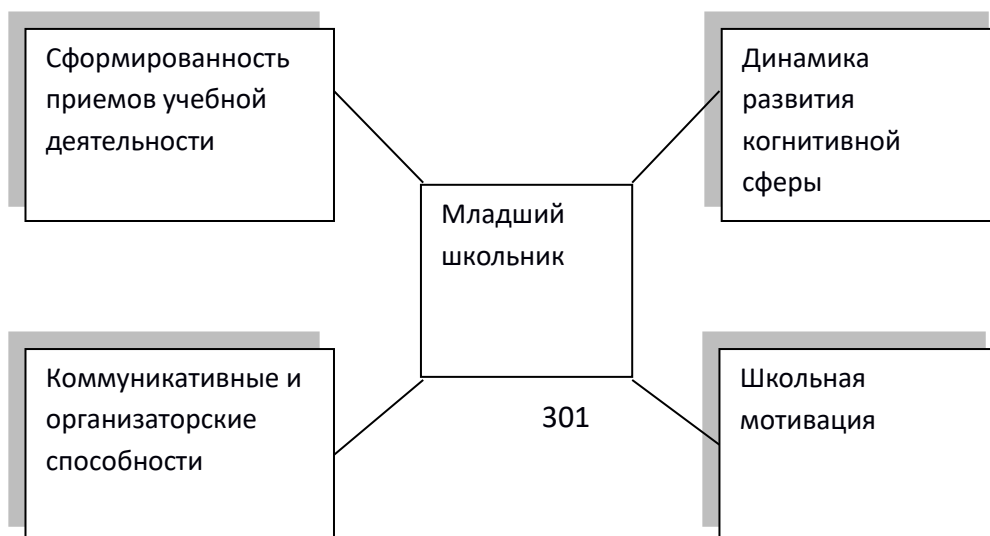 Сформированность
приемов учебной
деятельности
Динамика
развития
когнитивной
сферы
Младший
школьник
Коммуникативные и
организаторские
способности
Школьная
мотивация
301